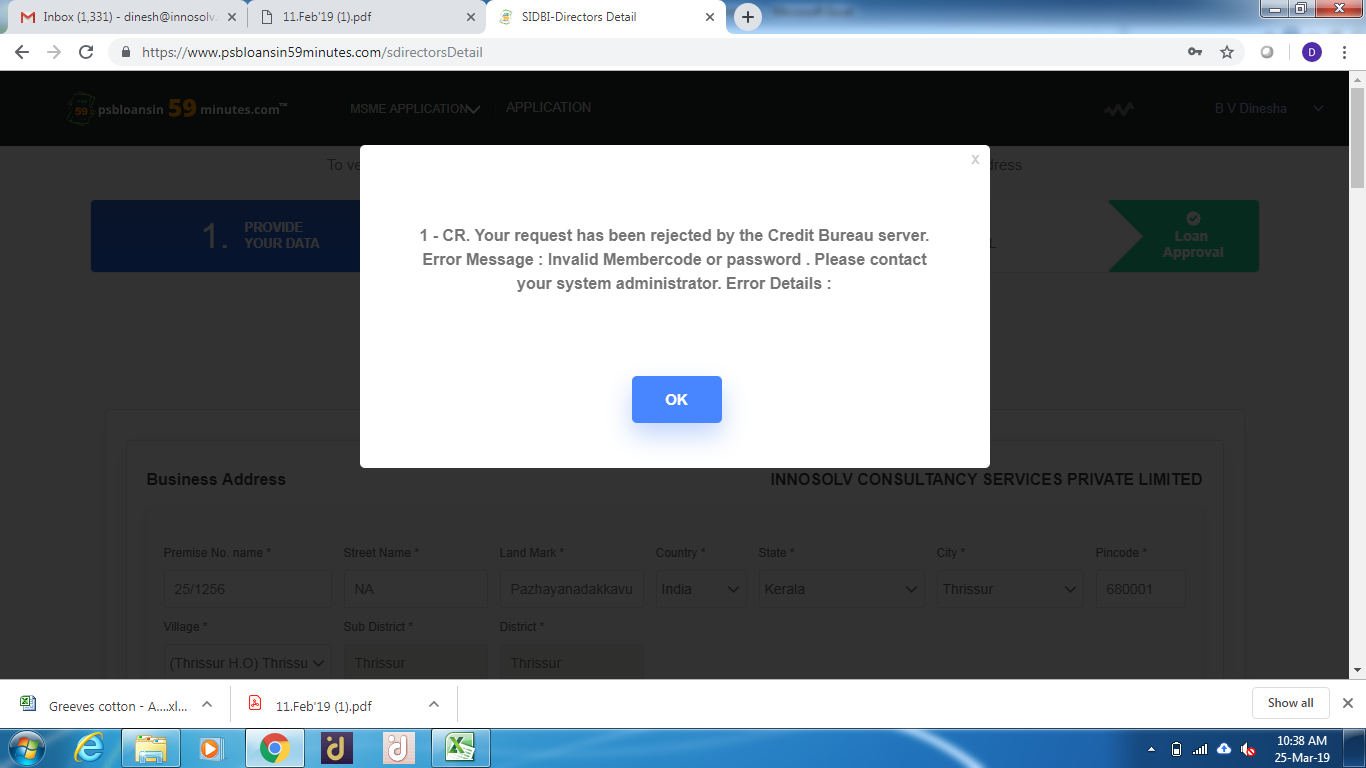 Inbox (1,331) - dinesh@innosolv.
11.Feb'19 (1).pdf
SIDBI-Directors Detail
https://www.psbloansin59minutes.com/sdirectorsDetail
D
59 psbloansin 59 minutes.com™
MSME APPLICATION
APPLICATION
B V Dinesha
To ve
dress
x
1. PROVIDE
YOUR DATA
Loan
Approval
1 - CR. Your request has been rejected by the Credit Bureau server.
Error Message : Invalid Membercode or password . Please contact
your system administrator. Error Details :
OK
Business Address
INNOSOLV CONSULTANCY SERVICES PRIVATE LIMITED
Premise No. name * Street Name * Land Mark * Country * State * City * Pincode *
25/1256 NA Pazhayanadakkavu India Kerala Thrissur 680001
Village * Sub District * District *
(Thrissur H.O) Thrissu Thrissur Thrissur
Greeves cotton - A....xl...
11.Feb'19 (1).pdf
Show all
10:38 AM
25-Mar-19